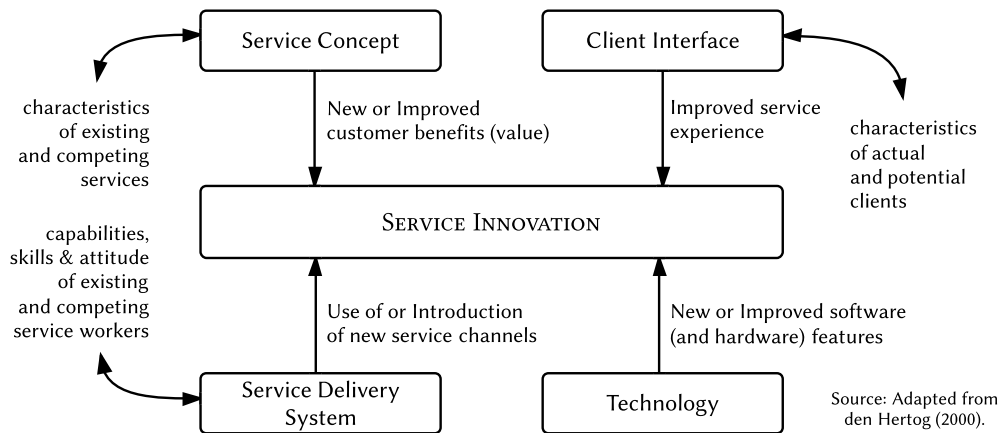 Service Concept
Client Interface
characteristics
of existing
and competing
services
New or Improved
customer benefits (value)
Improved service
experience
characteristics
of actual
and potential
clients
Service Innovation
capabilities,
skills & attitude
of existing
and competing
service workers
Use of or Introduction
of new service channels
New or Improved software
(and hardware) features
Service Delivery
System
Technology
Source: Adapted from
den Hertog (2000).